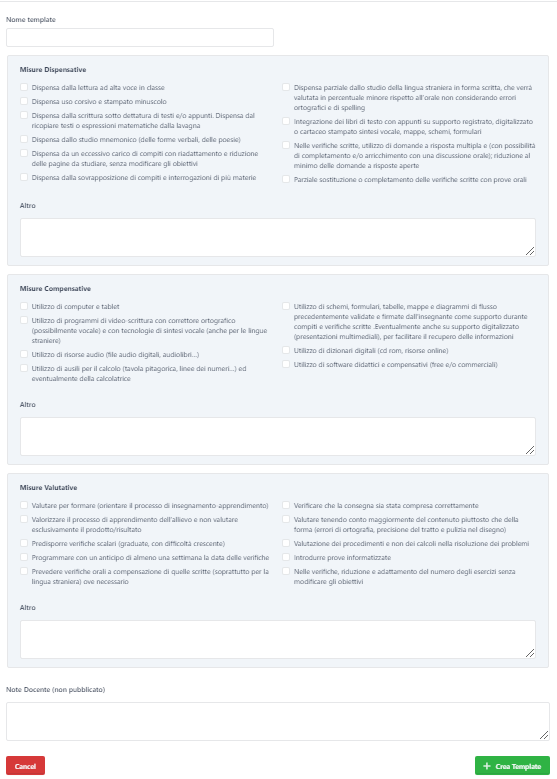 Nome template
Misure Dispensative
Dispensa dalla lettura ad alta voce in classe
Dispensa uso corsivo e stampato minuscolo
Dispensa dalla scrittura sotto dettatura di testi e/o appunti. Dispensa dal
ricopiare testi o espressioni matematiche dalla lavagna
Dispensa dallo studio mnemonico (delle forme verbali, delle poesie)
Dispensa da un eccessivo carico di compiti con riadattamento e riduzione
delle pagine da studiare, senza modificare gli obiettivi
Dispensa dalla sovrapposizione di compiti e interrogazioni di più materie
Dispensa parziale dallo studio della lingua straniera in forma scritta, che verrà
valutata in percentuale minore rispetto all'orale non considerando errori
ortografici e di spelling
Integrazione dei libri di testo con appunti su supporto registrato, digitalizzato
o cartaceo stampato sintesi vocale, mappe, schemi, formulari
Nelle verifiche scritte, utilizzo di domande a risposta multipla e (con possibilità
di completamento e/o arricchimento con una discussione orale); riduzione al
minimo delle domande a risposte aperte
Parziale sostituzione o completamento delle verifiche scritte con prove orali
Altro
Misure Compensative
Utilizzo di computer e tablet
Utilizzo di programmi di video-scrittura con correttore ortografico
(possibilmente vocale) e con tecnologie di sintesi vocale (anche per le lingue
straniere)
Utilizzo di risorse audio (file audio digitali, audiolibri...)
Utilizzo di ausili per il calcolo (tavola pitagorica, linee dei numeri...) ed
eventualmente della calcolatrice
Utilizzo di schemi, formulari, tabelle, mappe e diagrammi di flusso
precedentemente validate e firmate dall'insegnante come supporto durante
compiti e verifiche scritte .Eventualmente anche su supporto digitalizzato
(presentazioni multimediali), per facilitare il recupero delle informazioni
Utilizzo di dizionari digitali (cd rom, risorse online)
Utilizzo di software didattici e compensativi (free e/o commerciali)
Altro
Misure Valutative
Valutare per formare (orientare il processo di insegnamento-apprendimento)
Valorizzare il processo di apprendimento dell'allievo e non valutare
esclusivamente il prodotto/risultato
Predisporre verifiche scalari (graduate, con difficoltà crescente)
Programmare con un anticipo di almeno una settimana la data delle verifiche
Prevedere verifiche orali a compensazione di quelle scritte (soprattutto per la
lingua straniera) ove necessario
Verificare che la consegna sia stata compresa correttamente
Valutare tenendo conto maggiormente del contenuto piuttosto che della
forma (errori di ortografia, precisione del tratto e pulizia nel disegno)
Valutazione dei procedimenti e non dei calcoli nella risoluzione dei problemi
Introdurre prove informatizzate
Nelle verifiche, riduzione e adattamento del numero degli esercizi senza
modificare gli obiettivi
Altro
Note Docente (non pubblicato)
Cancel
Crea Template